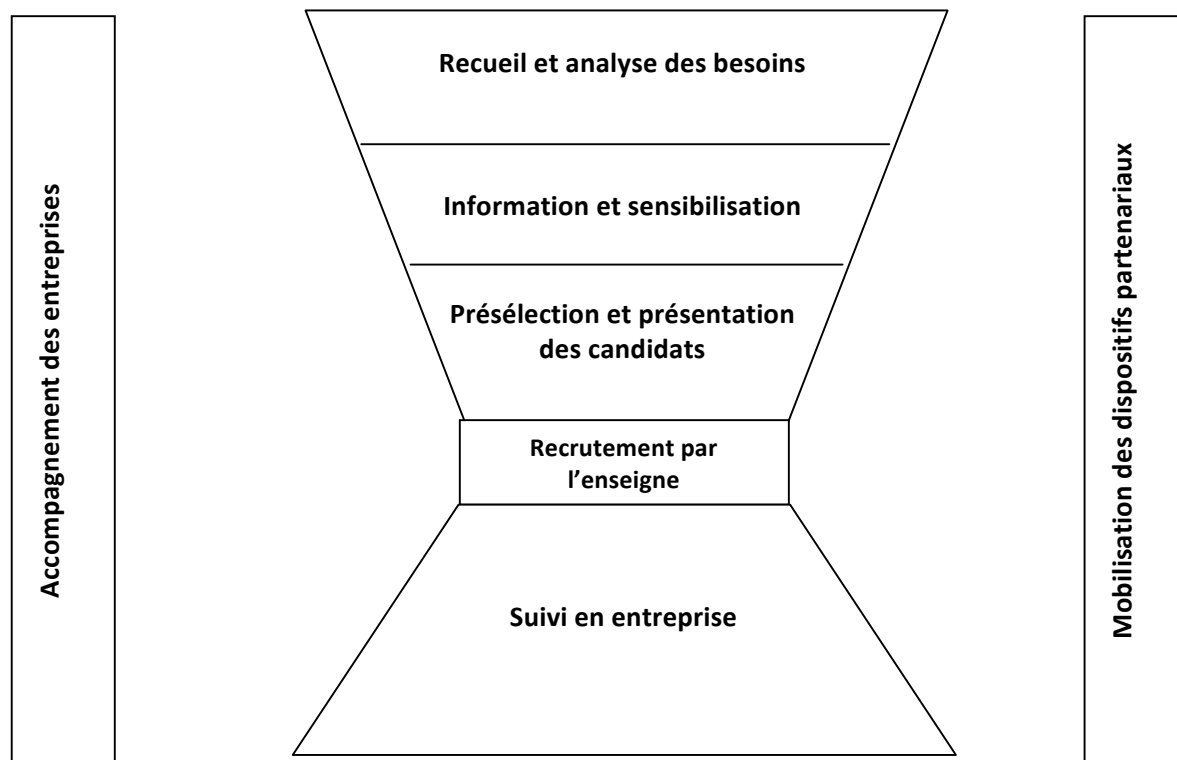 Accompagnement des entreprises
Recueil et analyse des besoins
Information et sensibilisation
Présélection et présentation
des candidats
Recrutement par
l’enseigne
Suivi en entreprise
Mobilisation des dispositifs partenariaux